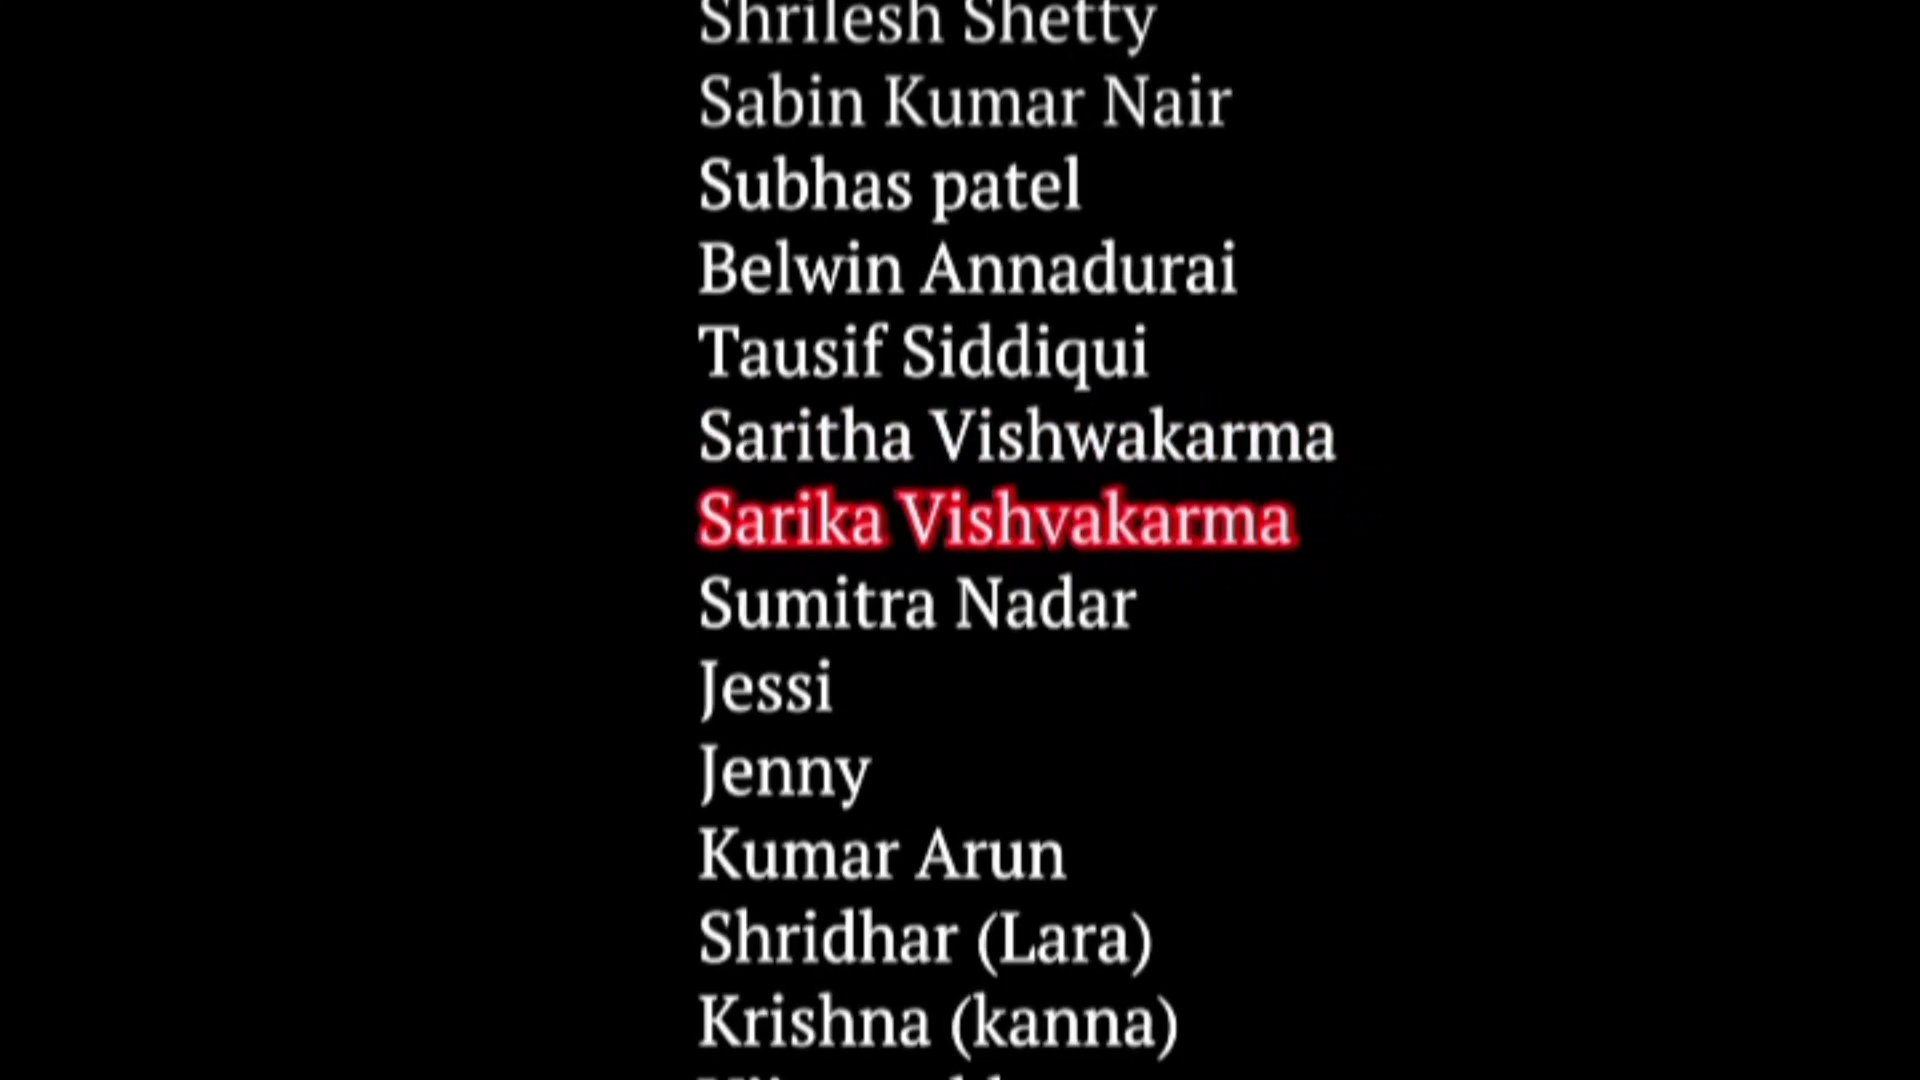 Shrilesh Shetty
Sabin Kumar Nair
Subhas patel
Belwin Annadurai
Tausif Siddiqui
Saritha Vishwakarma
Sarika Vishvakarma
Sumitra Nadar
Jessi
Jenny
Kumar Arun
Shridhar (Lara)
Krishna (kanna)